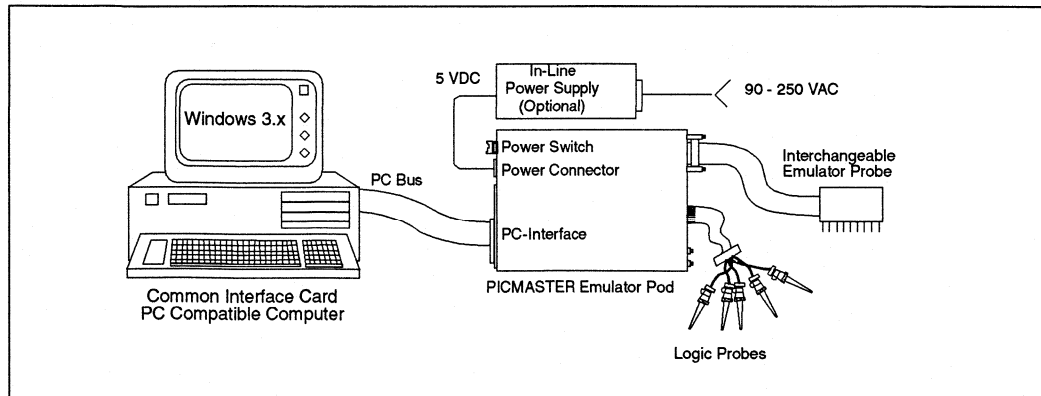 5 VDC
In-Line
Power Supply
(Optional)
90 - 250 VAC
Windows 3.x
Power Switch
Power Connector
PC Bus
PC-Interface
Interchangeable
Emulator Probe
Common Interface Card
PC Compatible Computer
PICMASTER Emulator Pod
Logic Probes